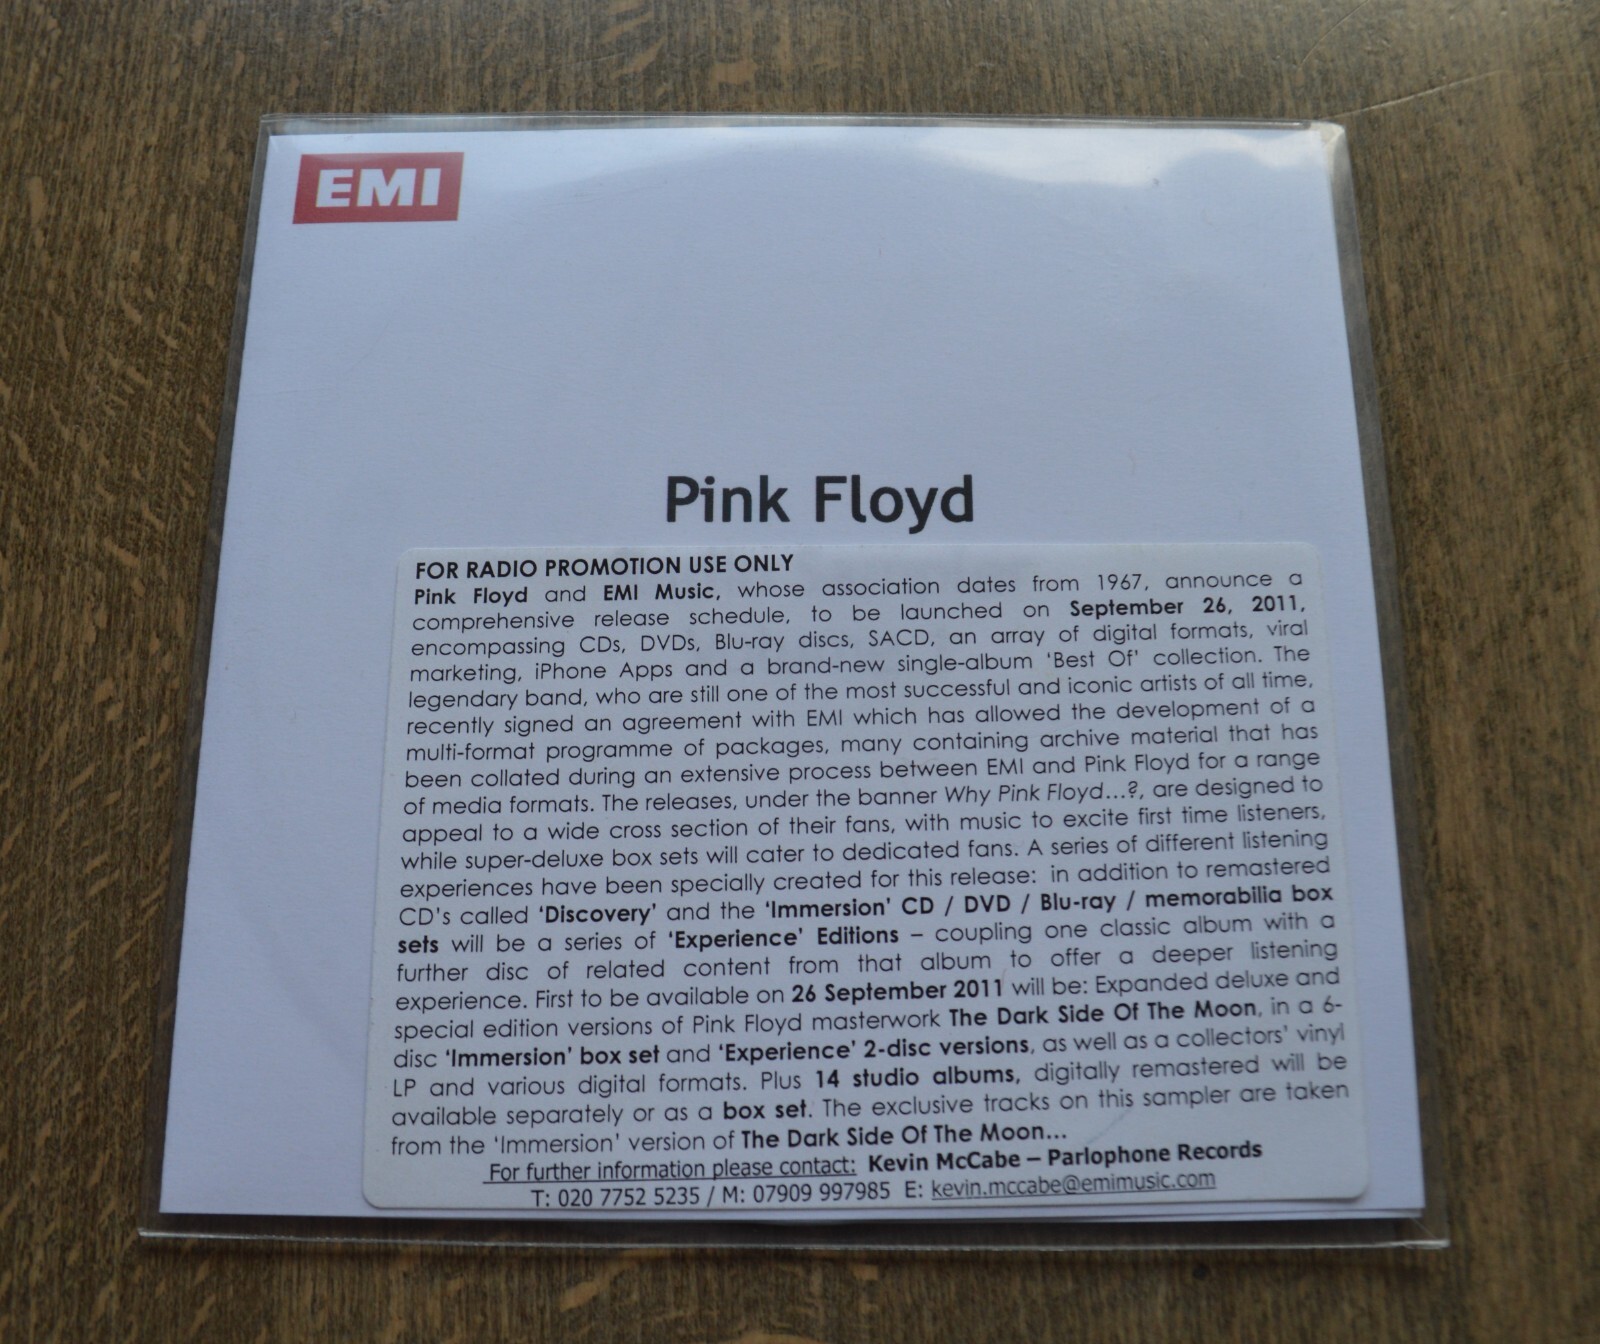 EMI
Pink Floyd
FOR RADIO PROMOTION USE ONLY
Pink Floyd and EMI Music, whose association dates from 1967, announce a
comprehensive release schedule, to be launched on September 26, 2011,
encompassing CDs, DVDs, Blu-ray discs, SACD, an array of digital formats, viral
marketing, iPhone Apps and a brand-new single-album ‘Best Of’ collection. The
legendary band, who are still one of the most successful and iconic artists of all time,
recently signed an agreement with EMI which has allowed the development of a
multi-format programme of packages, many containing archive material that has
been collated during an extensive process between EMI and Pink Floyd for a range
of media formats. The releases, under the banner Why Pink Floyd...?, are designed to
appeal to a wide cross section of their fans, with music to excite first time listeners,
while super-deluxe box sets will cater to dedicated fans. A series of different listening
experiences have been specially created for this release: in addition to remastered
CD's called ‘Discovery’ and the ‘Immersion’ CD / DVD / Blu-ray / memorabilia box
sets will be a series of ‘Experience’ Editions – coupling one classic album with a
further disc of related content from that album to offer a deeper listening
experience. First to be available on 26 September 2011 will be: Expanded deluxe and
special edition versions of Pink Floyd masterwork The Dark Side Of The Moon, in a 6-
disc ‘Immersion’ box set and ‘Experience’ 2-disc versions, as well as a collectors’ vinyl
LP and various digital formats. Plus 14 studio albums, digitally remastered will be
available separately or as a box set. The exclusive tracks on this sampler are taken
from the ‘Immersion’ version of The Dark Side Of The Moon...
For further information please contact: Kevin McCabe – Parlophone Records
T: 020 7752 5235 / M: 07909 997985 E: kevin.mccabe@emimusic.com